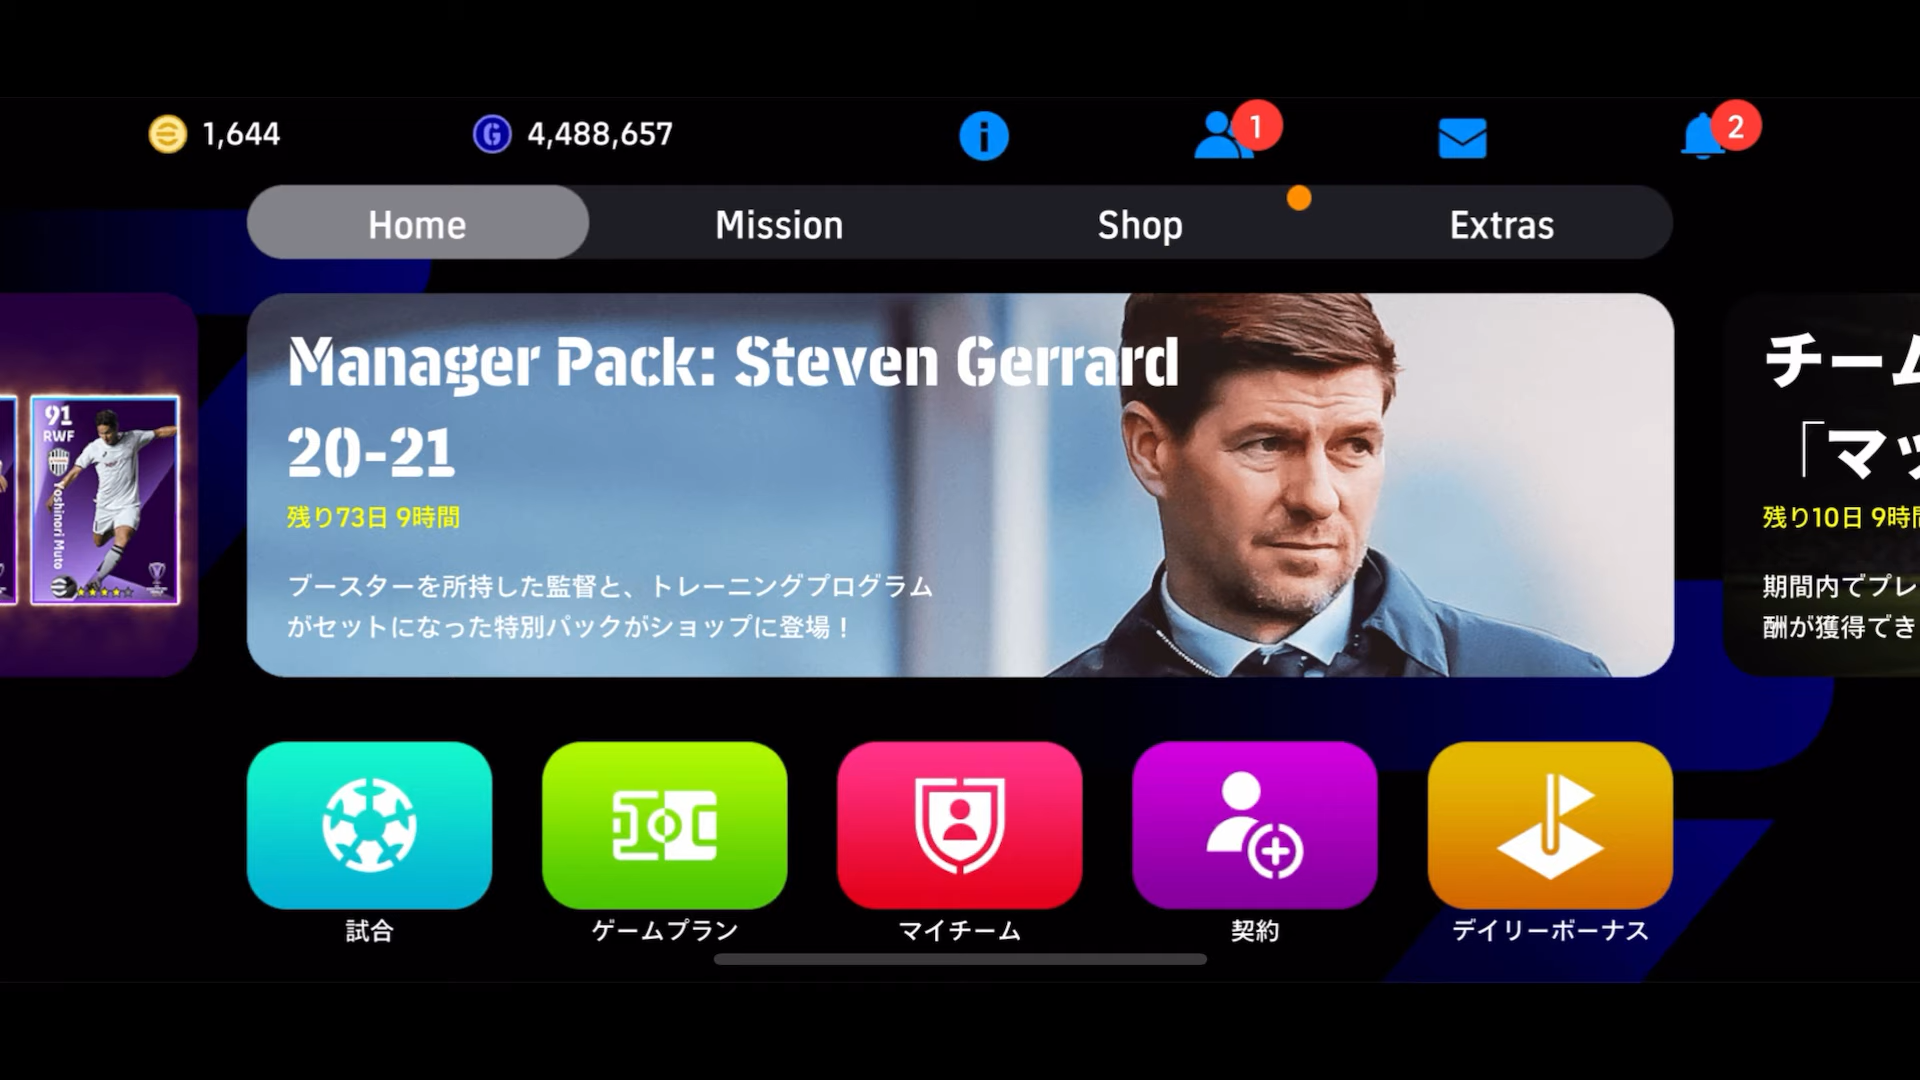 1,644
4,488,657
1
2
Home
Mission
Shop
Extras
91
RWF
Yoshinori Muto
Manager Pack: Steven Gerrard
20-21
残り73日 9時間
ブースターを所持した監督と、トレーニングプログラム
がセットになった特別パックがショップに登場！
チーム
「マッ
残り10日 9時間
期間内でプレ
酬が獲得でき
試合
ゲームプラン
マイチーム
契約
デイリーボーナス